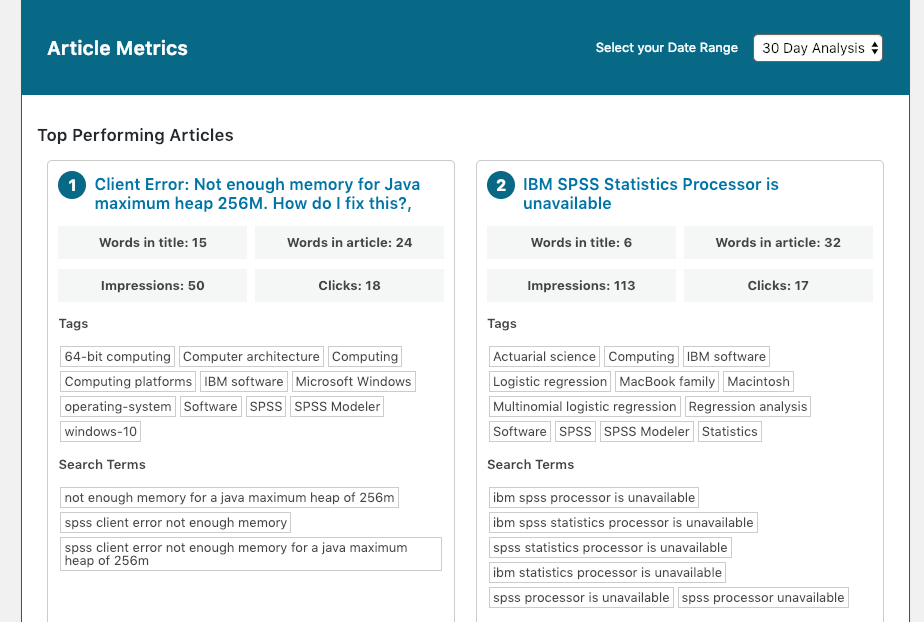 Article Metrics
Select your Date Range
30 Day Analysis
Top Performing Articles
1
Client Error: Not enough memory for Java
maximum heap 256M. How do I fix this?,
Words in title: 15
Words in article: 24
Impressions: 50
Clicks: 18
Tags
64-bit computing Computer architecture Computing
Computing platforms IBM software Microsoft Windows
operating-system Software SPSS SPSS Modeler
windows-10
Search Terms
not enough memory for a java maximum heap of 256m
spss client error not enough memory
spss client error not enough memory for a java maximum
heap of 256m
2
IBM SPSS Statistics Processor is
unavailable
Words in title: 6
Words in article: 32
Impressions: 113
Clicks: 17
Tags
Actuarial science Computing IBM software
Logistic regression MacBook family Macintosh
Multinomial logistic regression Regression analysis
Software SPSS SPSS Modeler Statistics
Search Terms
ibm spss processor is unavailable
ibm spss statistics processor is unavailable
spss statistics processor is unavailable
ibm statistics processor is unavailable
spss processor is unavailable spss processor unavailable